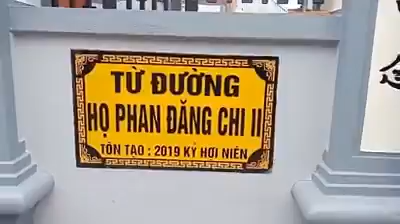 TỪ ĐƯỜNG
HỌ PHAN ĐĂNG CHI II
TÔN TẠO : 2019 KỶ HỢI NIÊN